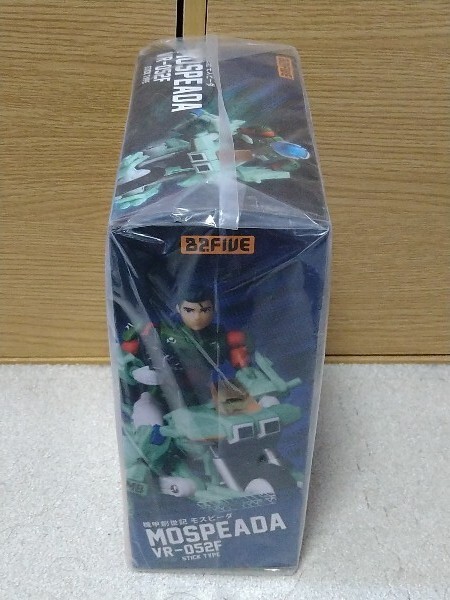 MOSPEADA
VR-052F
STICK TYPE
B2FIVE
機甲創世記 モスピーダ
MOSPEADA
VR-052F
STICK TYPE